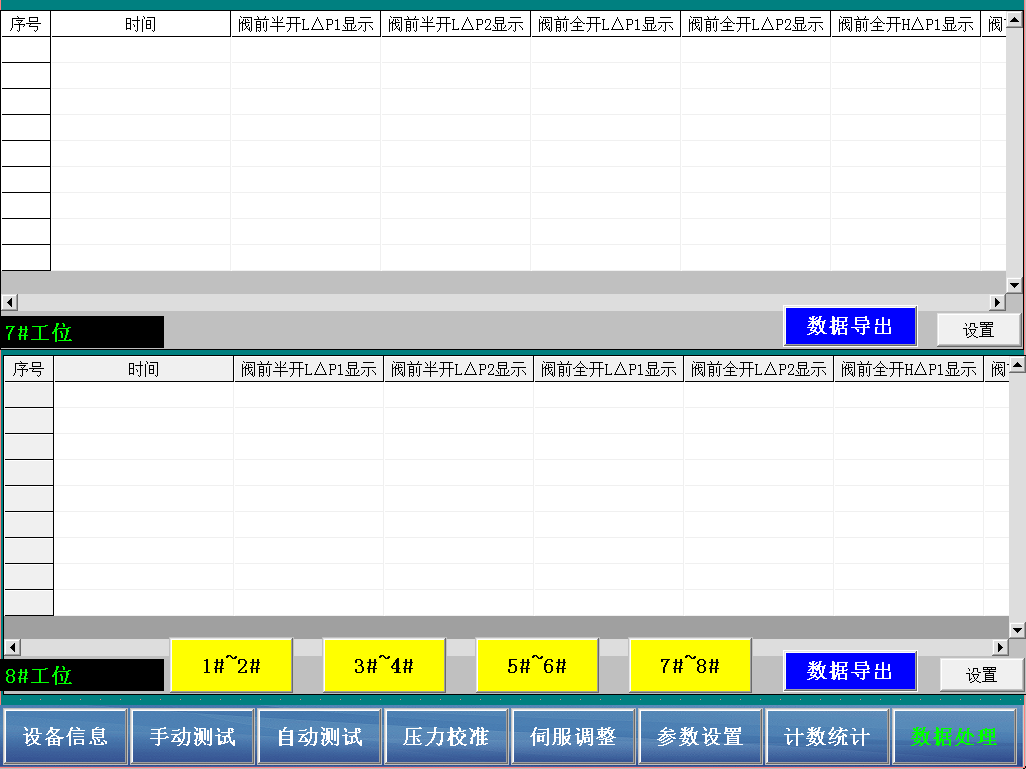 序号 时间 阀前半开L△P1显示 阀前半开L△P2显示 阀前全开L△P1显示 阀前全开L△P2显示 阀前全开H△P1显示 阀
7#工位 数据导出 设置
序号 时间 阀前半开L△P1显示 阀前半开L△P2显示 阀前全开L△P1显示 阀前全开L△P2显示 阀前全开H△P1显示 阀
1#~2# 3#~4# 5#~6# 7#~8#
8#工位 数据导出 设置
设备信息 手动测试 自动测试 压力校准 伺服调整 参数设置 计数统计 数据处理